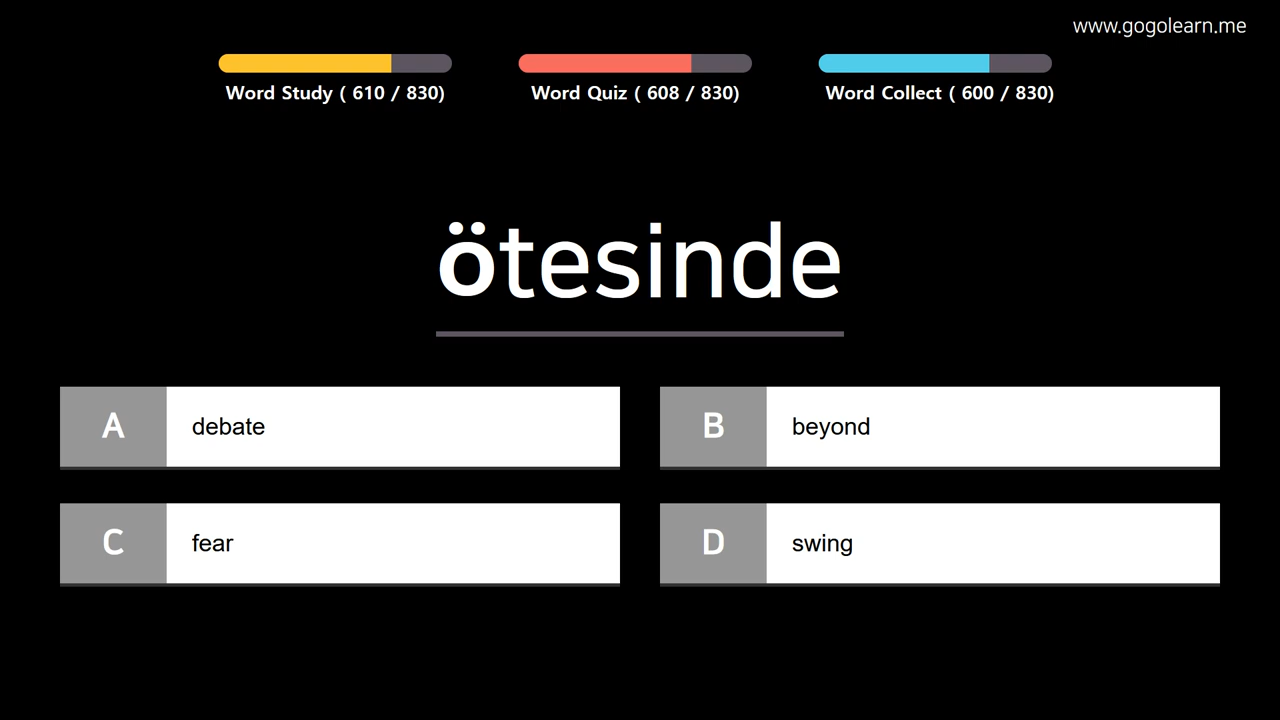 www.gogolearn.me
Word Study ( 610 / 830)
Word Quiz ( 608 / 830)
Word Collect ( 600 / 830)
ötesinde
A debate
B beyond
C fear
D swing